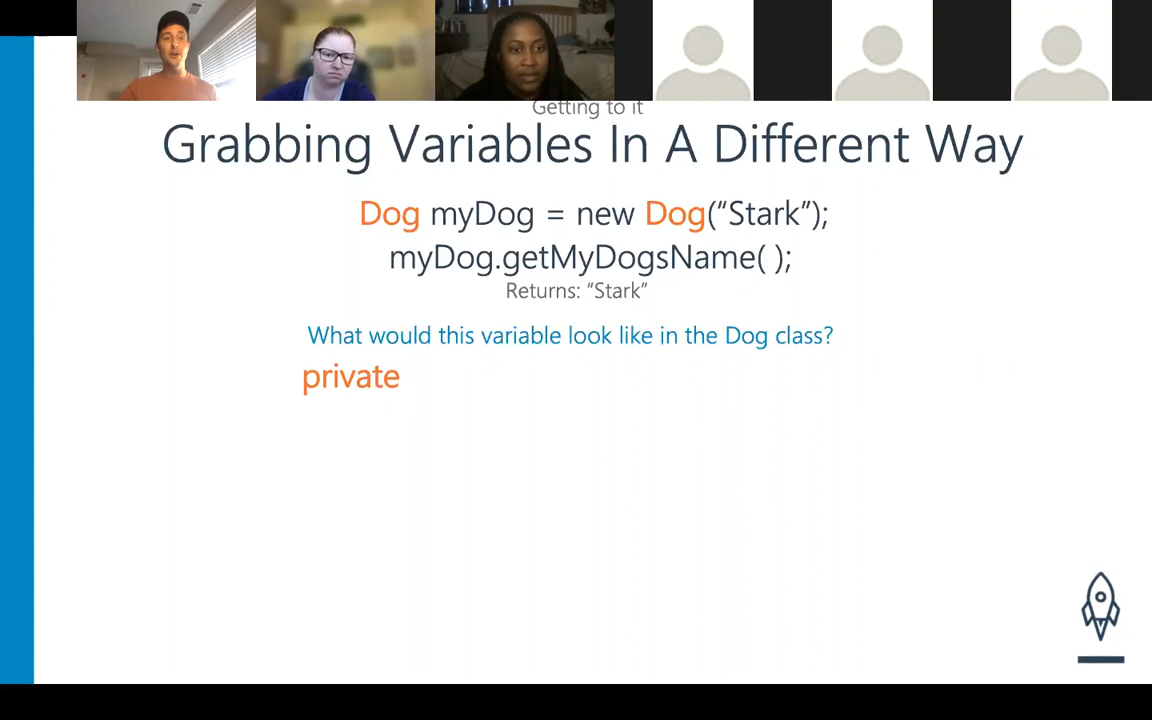 Getting to it
Grabbing Variables In A Different Way
Dog myDog = new Dog(“Stark”);
myDog.getMyDogsName( );
Returns: “Stark”
What would this variable look like in the Dog class?
private